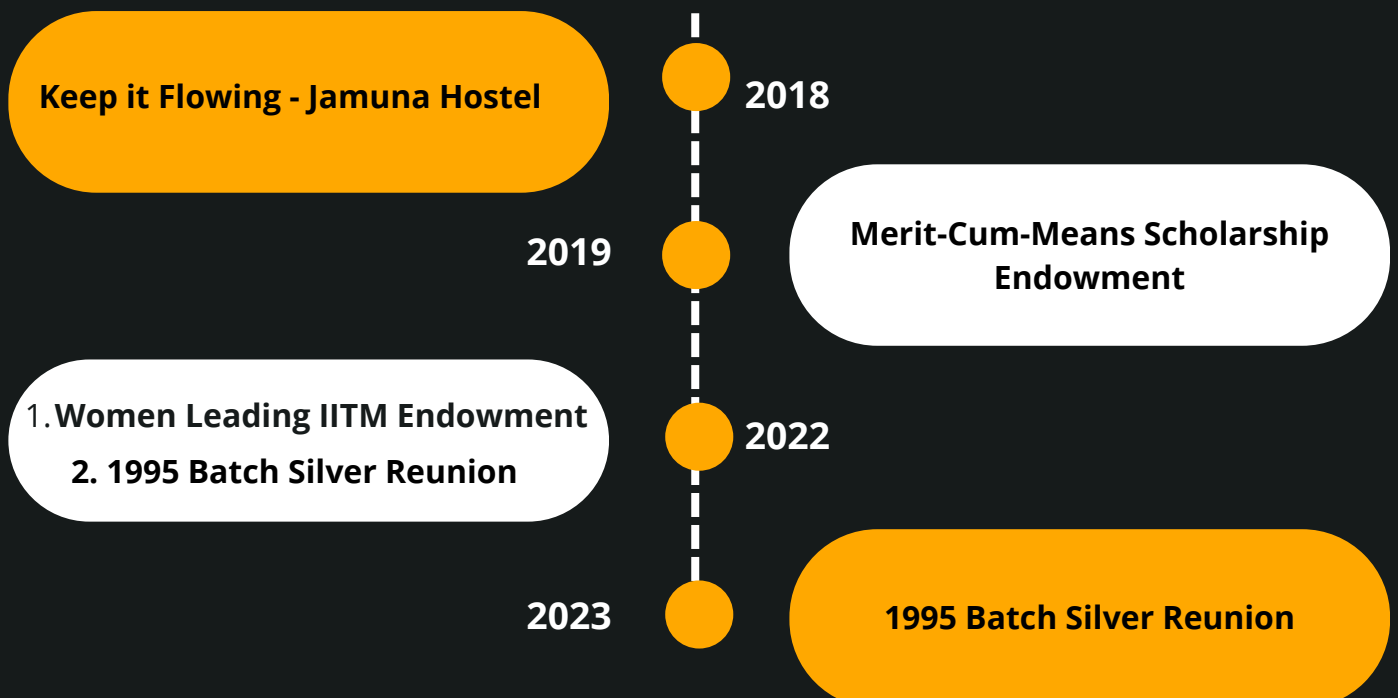 Keep it Flowing - Jamuna Hostel
2018
2019
Merit-Cum-Means Scholarship
Endowment
1. Women Leading IITM Endowment
2. 1995 Batch Silver Reunion
2022
2023
1995 Batch Silver Reunion